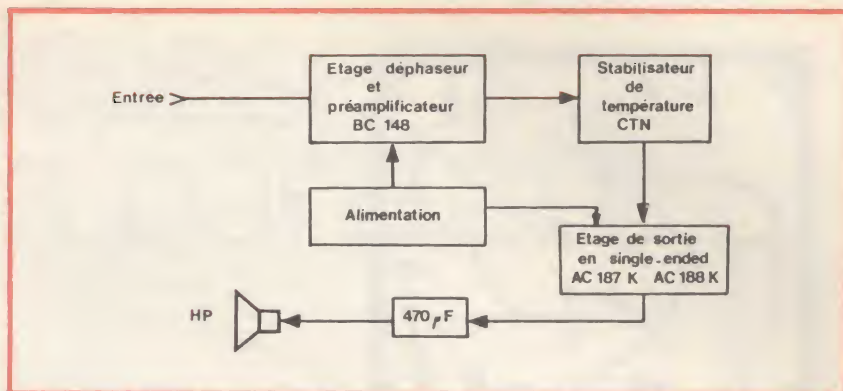 Entrée
Etage déphaseur
et
préamplificateur
BC 148
Stabilisateur
de
température
CTN
Alimentation
Etage de sortie
en single-ended
AC 187 K AC 188 K
HP
470 µF